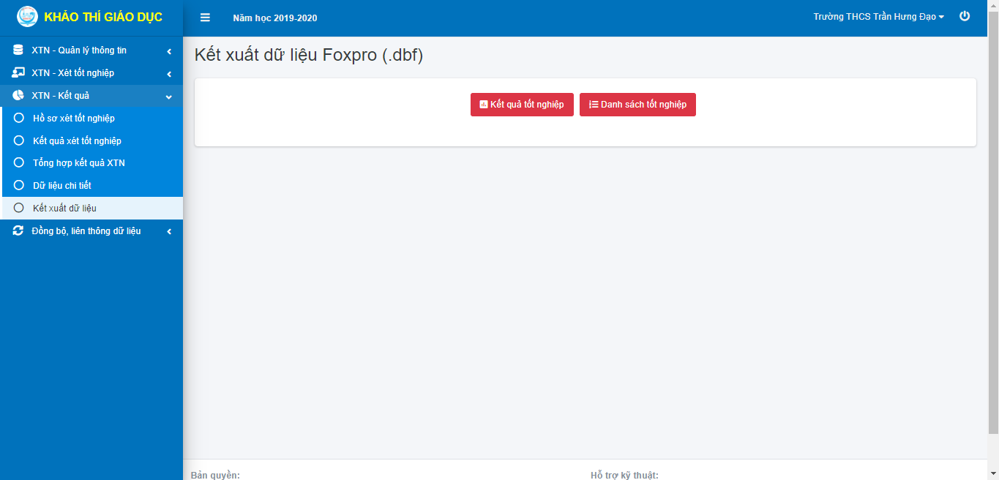 KHẢO THÍ GIÁO DỤC
Năm học 2019-2020
Trường THCS Trần Hưng Đạo
XTN - Quản lý thông tin
XTN - Xét tốt nghiệp
XTN - Kết quả
Hồ sơ xét tốt nghiệp
Kết quả xét tốt nghiệp
Tổng hợp kết quả XTN
Dữ liệu chi tiết
Kết xuất dữ liệu
Đồng bộ, liên thông dữ liệu
Kết xuất dữ liệu Foxpro (.dbf)
Kết quả tốt nghiệp
Danh sách tốt nghiệp
Bản quyền:
Hỗ trợ kỹ thuật: